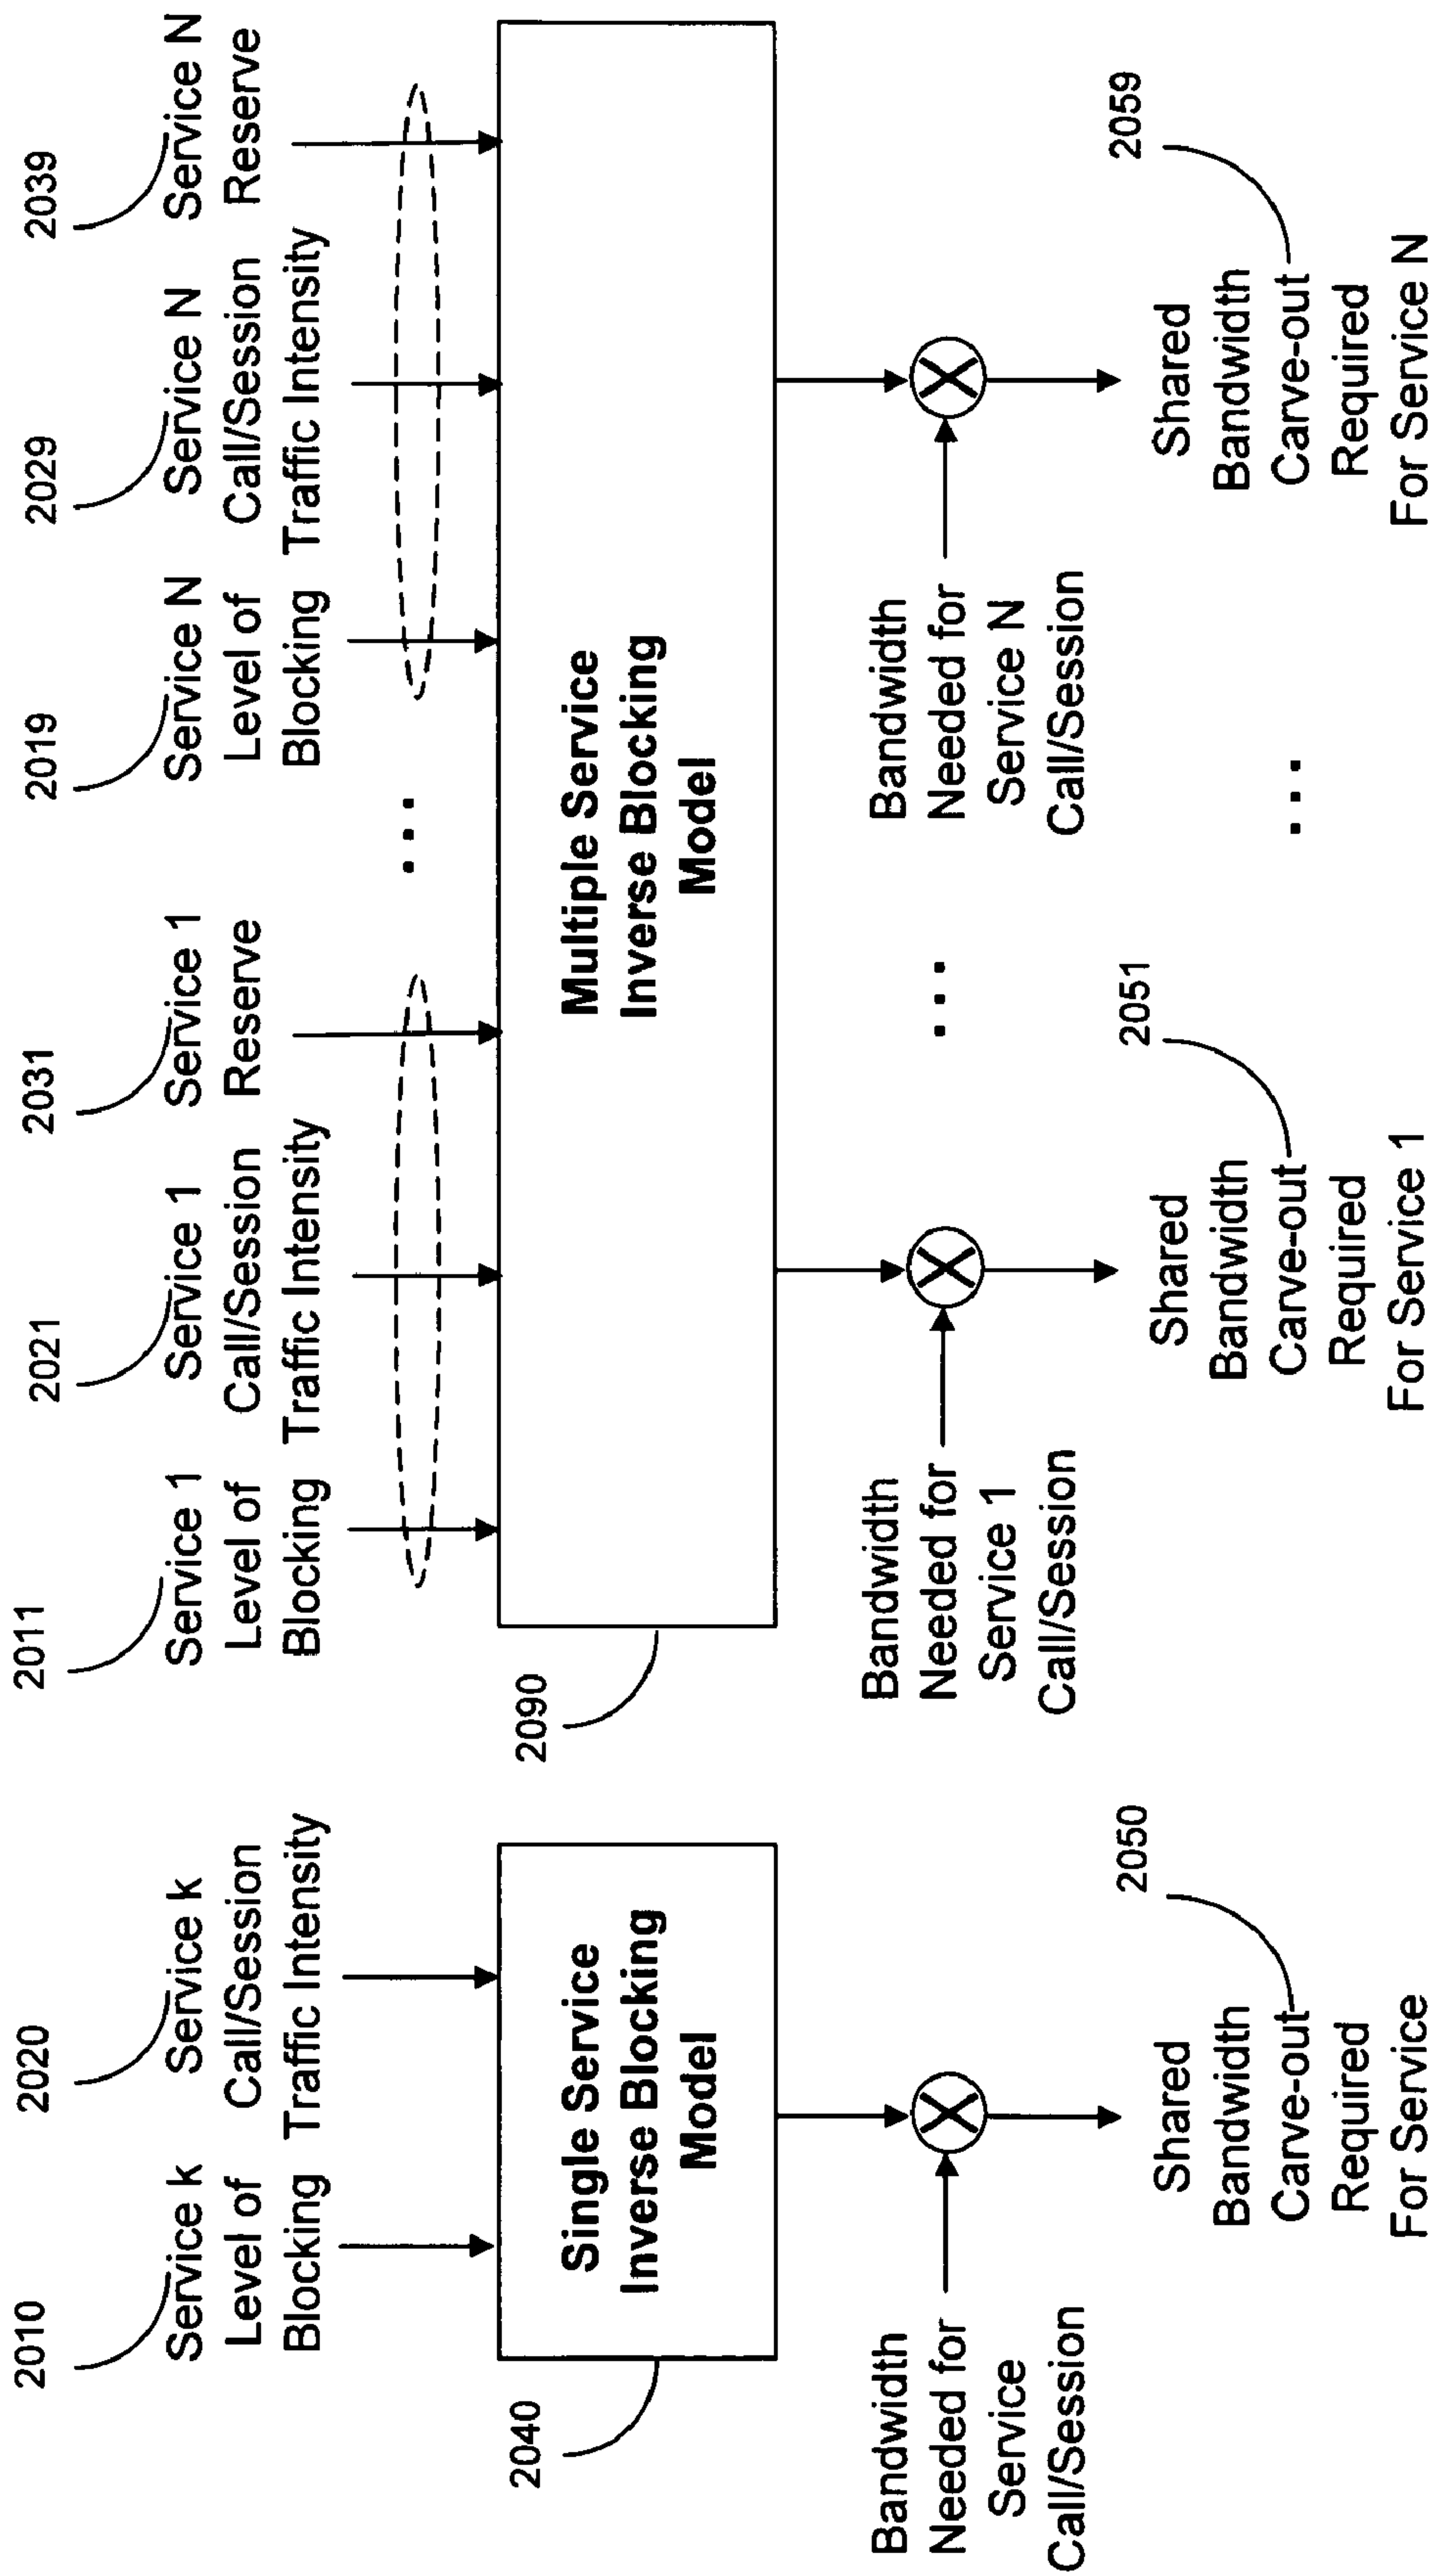 2010
Service k
Level of
Blocking
2020
Service k
Call/Session
Traffic Intensity
2040
Single Service
Inverse Blocking
Model
Bandwidth
Needed for
Service
Call/Session
2050
Shared
Bandwidth
Carve-out
Required
For Service
2011
Service 1
Level of
Blocking
2021
Service 1
Call/Session
Traffic Intensity
2031
Service 1
Reserve
...
2019
Service N
Level of
Blocking
2029
Service N
Call/Session
Traffic Intensity
2039
Service N
Reserve
2090
Multiple Service
Inverse Blocking
Model
Bandwidth
Needed for
Service 1
Call/Session
...
Bandwidth
Needed for
Service N
Call/Session
2051
Shared
Bandwidth
Carve-out
Required
For Service 1
...
2059
Shared
Bandwidth
Carve-out
Required
For Service N